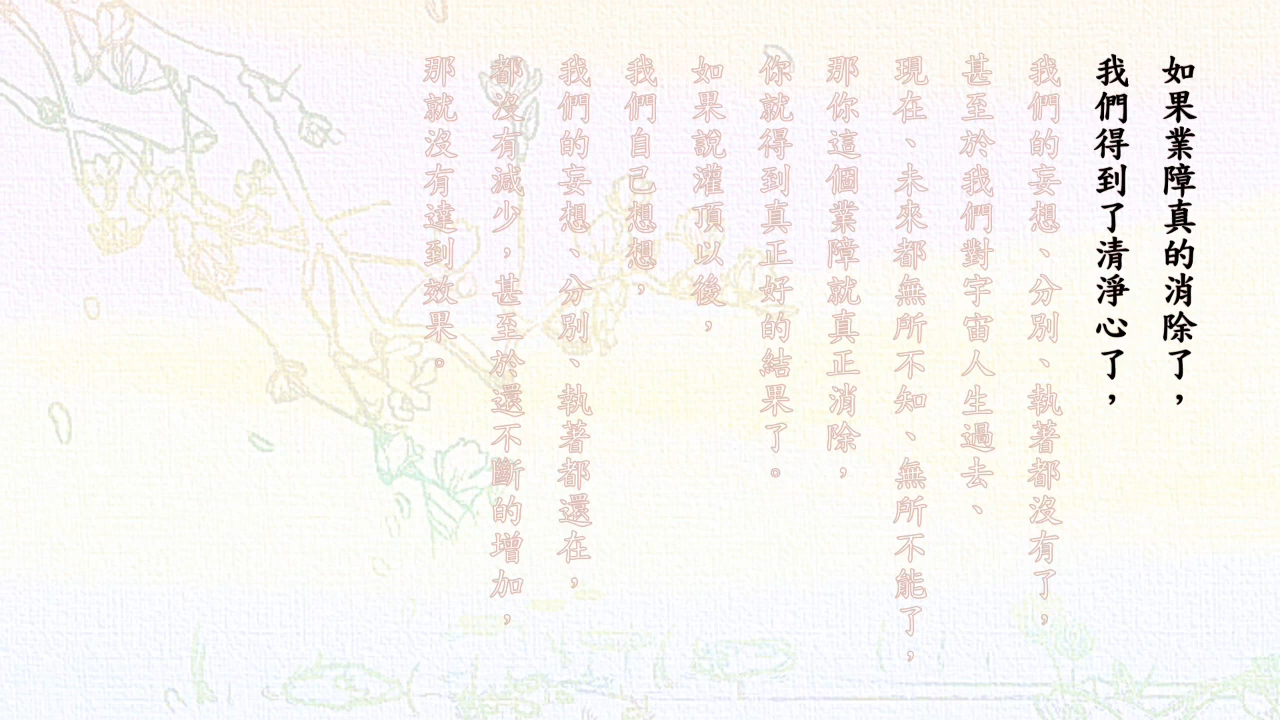 如果業障真的消除了，
我們得到了清淨心了，
我們的妄想、分別、執著都沒有了，
甚至於我們對宇宙人生過去、
現在、未來都無所不知、無所不能了，
那你這個業障就真正消除，
你就得到真正好的結果了。
如果說灌頂以後，
我們自己想想，
我們的妄想、分別、執著都還在，
都沒有減少，甚至於還不斷的增加，
那就沒有達到效果。